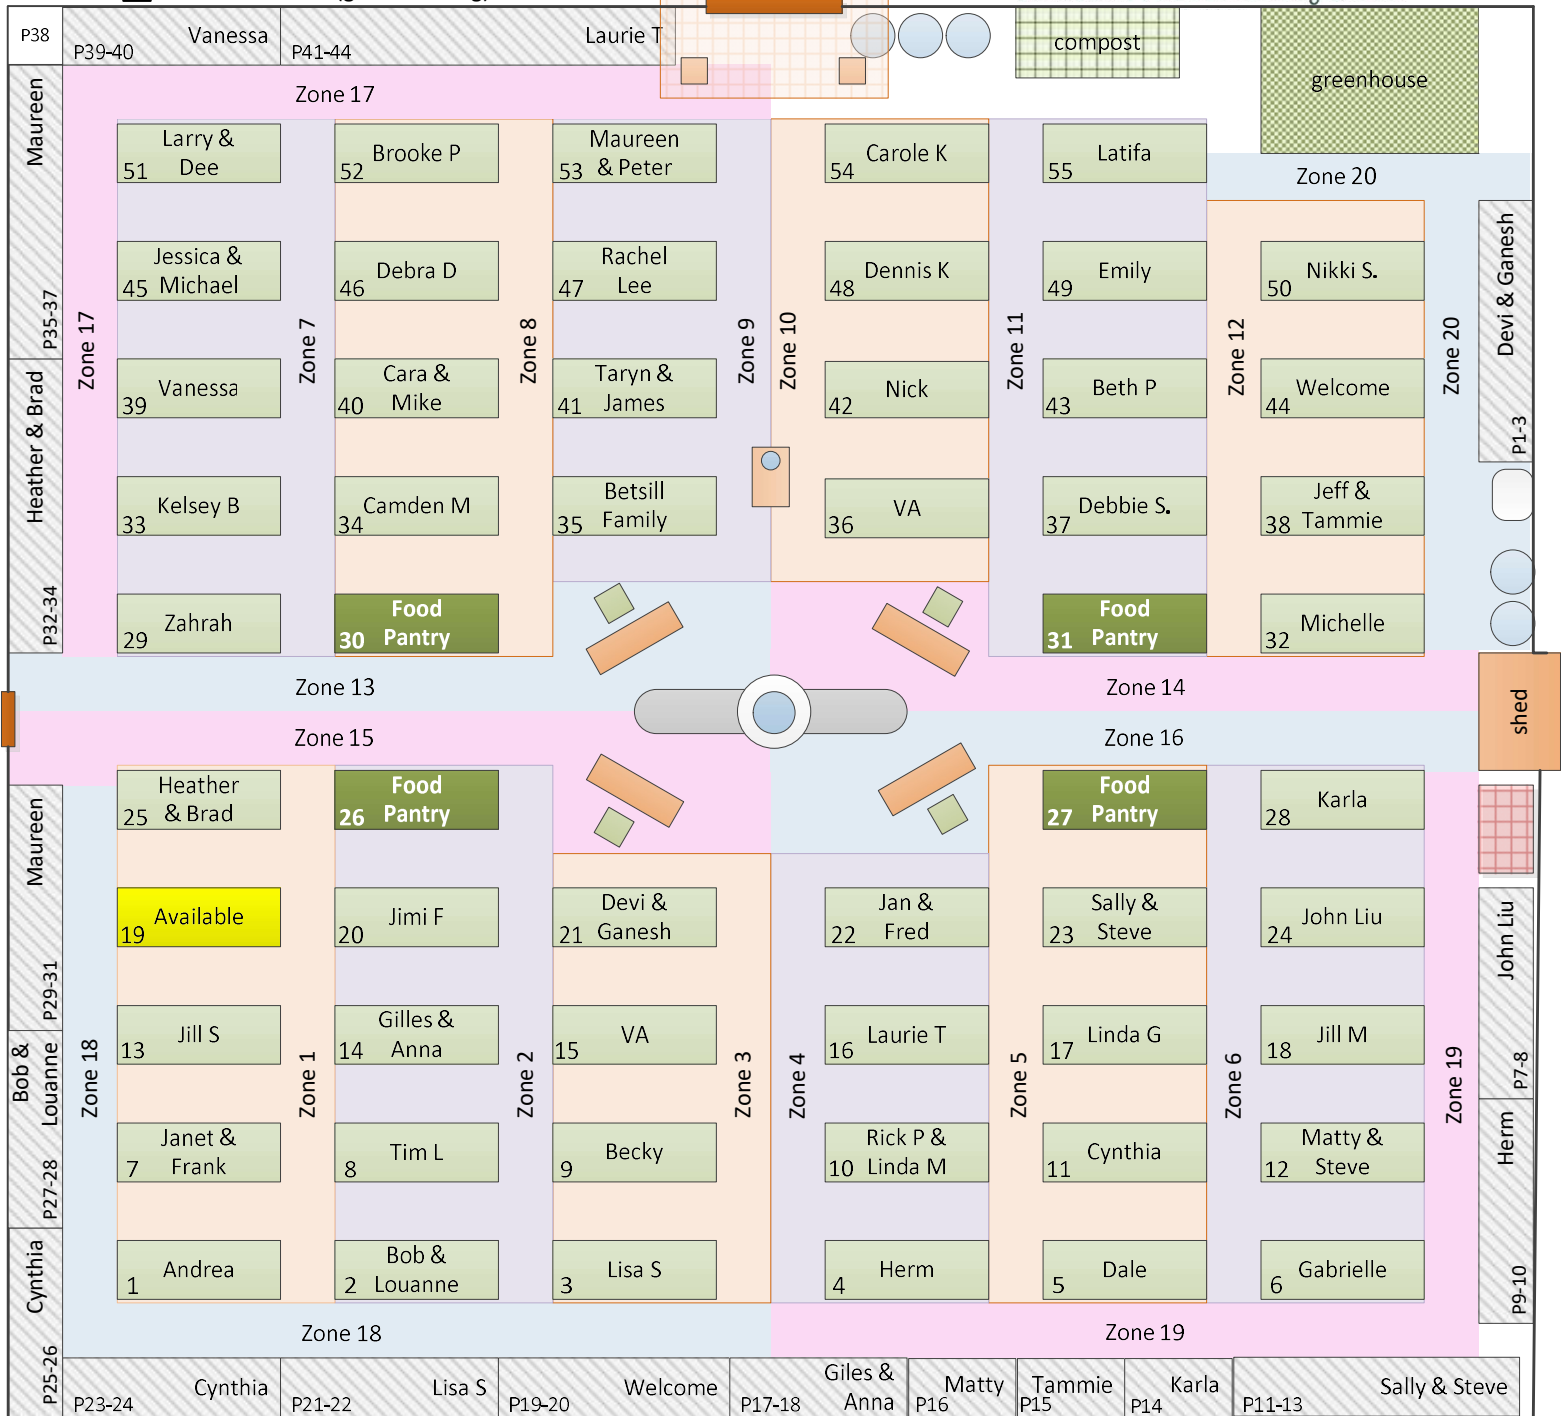 P38
P39-40
Vanessa
P41-44
Laurie T
compost
greenhouse
Zone 17
Zone 20
Maureen
P35-37
Heather & Brad
P32-34
Zone 17
Larry &
Dee
51
Brooke P
52
Maureen
& Peter
53
Carole K
54
Latifa
55
Jessica &
Michael
45
Debra D
46
Rachel
Lee
47
Dennis K
48
Emily
49
Nikki S.
50
Zone 7
Zone 8
Zone 9
Zone 10
Zone 11
Zone 12
Zone 20
Devi & Ganesh
P1-3
Vanessa
39
Cara &
Mike
40
Taryn &
James
41
Nick
42
Beth P
43
Welcome
44
Kelsey B
33
Camden M
34
Betsill
Family
35
VA
36
Debbie S.
37
Jeff &
Tammie
38
Zahrah
29
Food
Pantry
30
Food
Pantry
31
Michelle
32
Zone 13
Zone 14
Zone 15
Zone 16
shed
Heather
& Brad
25
Food
Pantry
26
Food
Pantry
27
Karla
28
Maureen
P29-31
Bob &
Louanne
P27-28
Cynthia
P25-26
Zone 18
Available
19
Jimi F
20
Devi &
Ganesh
21
Jan &
Fred
22
Sally &
Steve
23
John Liu
24
Jill S
13
Gilles &
Anna
14
VA
15
Laurie T
16
Linda G
17
Jill M
18
Zone 1
Zone 2
Zone 3
Zone 4
Zone 5
Zone 6
Zone 19
John Liu
P7-8
Herm
P9-10
Janet &
Frank
7
Tim L
8
Becky
9
Rick P &
Linda M
10
Cynthia
11
Matty &
Steve
12
Andrea
1
Bob &
Louanne
2
Lisa S
3
Herm
4
Dale
5
Gabrielle
6
Zone 18
Zone 19
P23-24
Cynthia
P21-22
Lisa S
P19-20
Welcome
P17-18
Giles &
Anna
P16
Matty
P15
Tammie
P14
Karla
P11-13
Sally & Steve